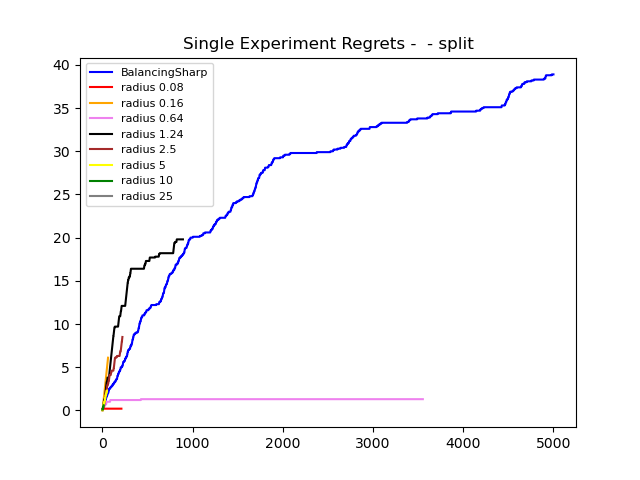 Single Experiment Regrets -  - split
BalancingSharp
radius 0.08
radius 0.16
radius 0.64
radius 1.24
radius 2.5
radius 5
radius 10
radius 25
40
35
30
25
20
15
10
5
0
0 1000 2000 3000 4000 5000